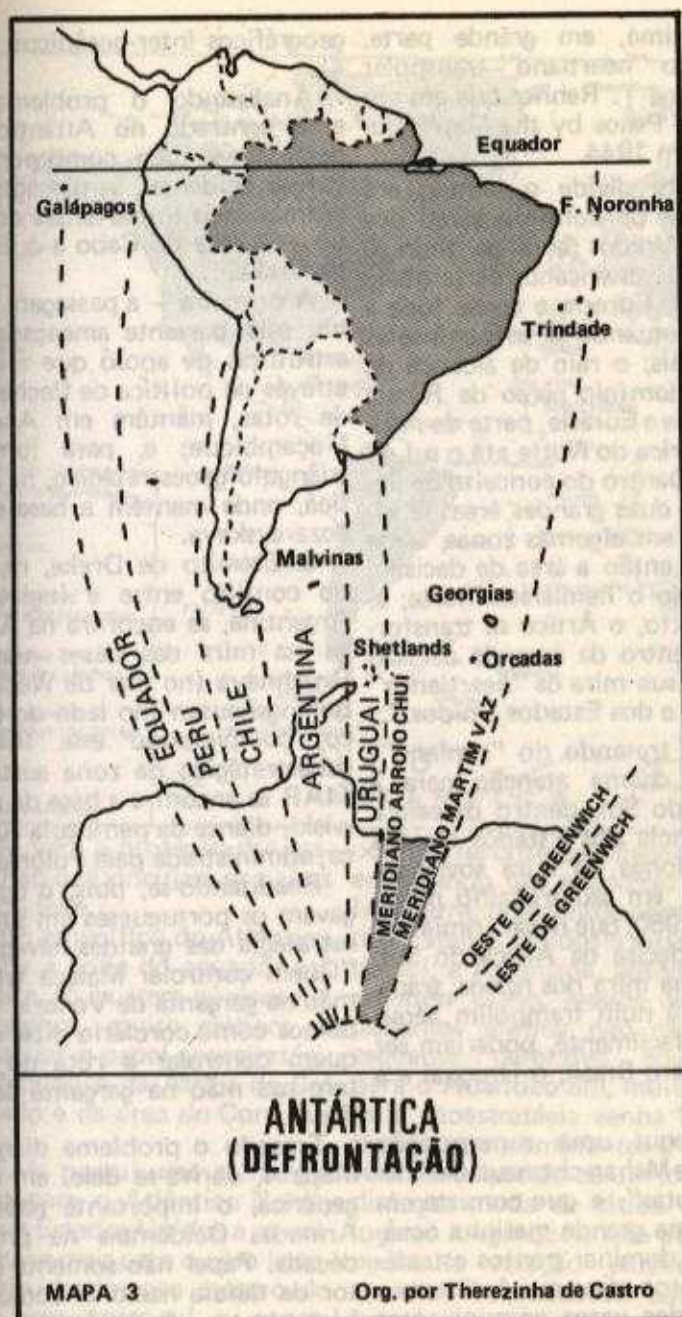 Equador
Galápagos
F. Noronha
Trindade
Malvinas
Georgias
Shetlands
Orcadas
EQUADOR
PERU
CHILE
ARGENTINA
URUGUAI
MERIDIANO ARROIO CHUÍ
MERIDIANO MARTIM VAZ
OESTE DE GREENWICH
LESTE DE GREENWICH
ANTÁRTICA
(DEFRONTAÇÃO)
MAPA 3
Org. por Therezinha de Castro